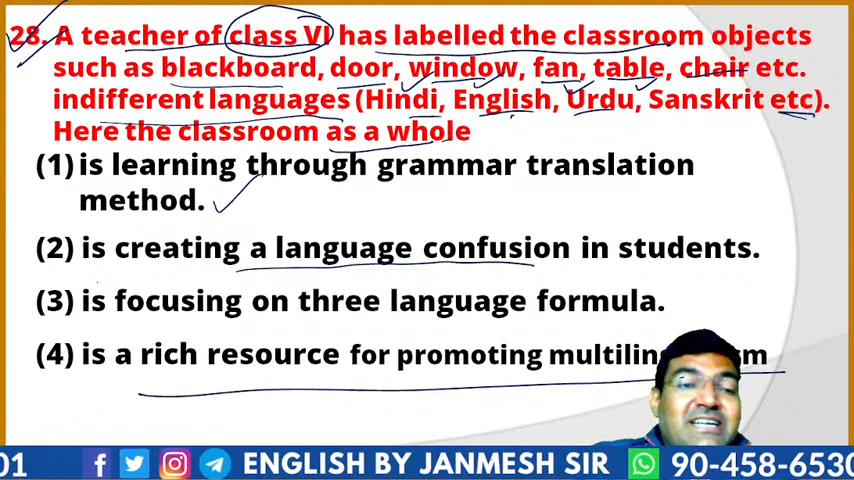 28. A teacher of class VI has labelled the classroom objects
such as blackboard, door, window, fan, table, chair etc.
indifferent languages (Hindi, English, Urdu, Sanskrit etc).
Here the classroom as a whole
(1) is learning through grammar translation
method.
(2) is creating a language confusion in students.
(3) is focusing on three language formula.
(4) is a rich resource for promoting
01 ENGLISH BY JANMESH SIR 90-458-6530